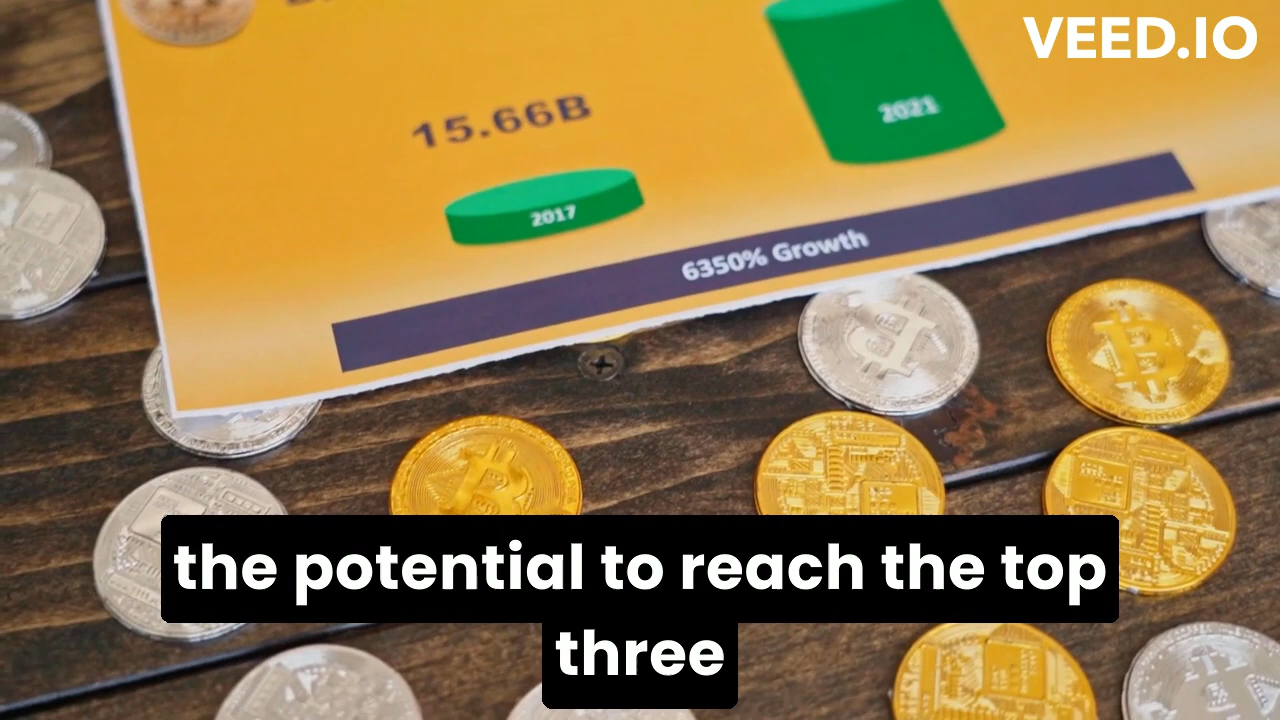 VEED.IO
15.66B
2021
2017
6350% Growth
the potential to reach the top
three